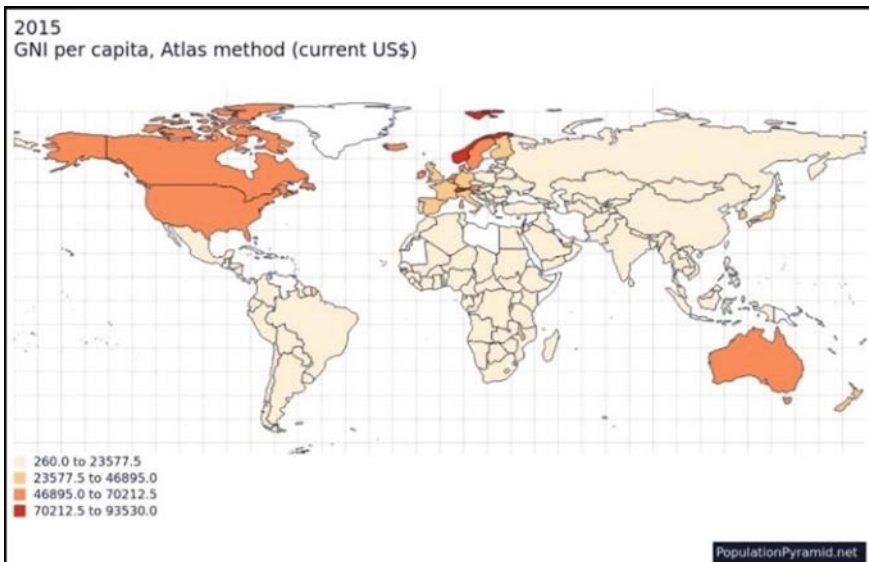 2015
GNI per capita, Atlas method (current US$)
260.0 to 23577.5
23577.5 to 46895.0
46895.0 to 70212.5
70212.5 to 93530.0
PopulationPyramid.net